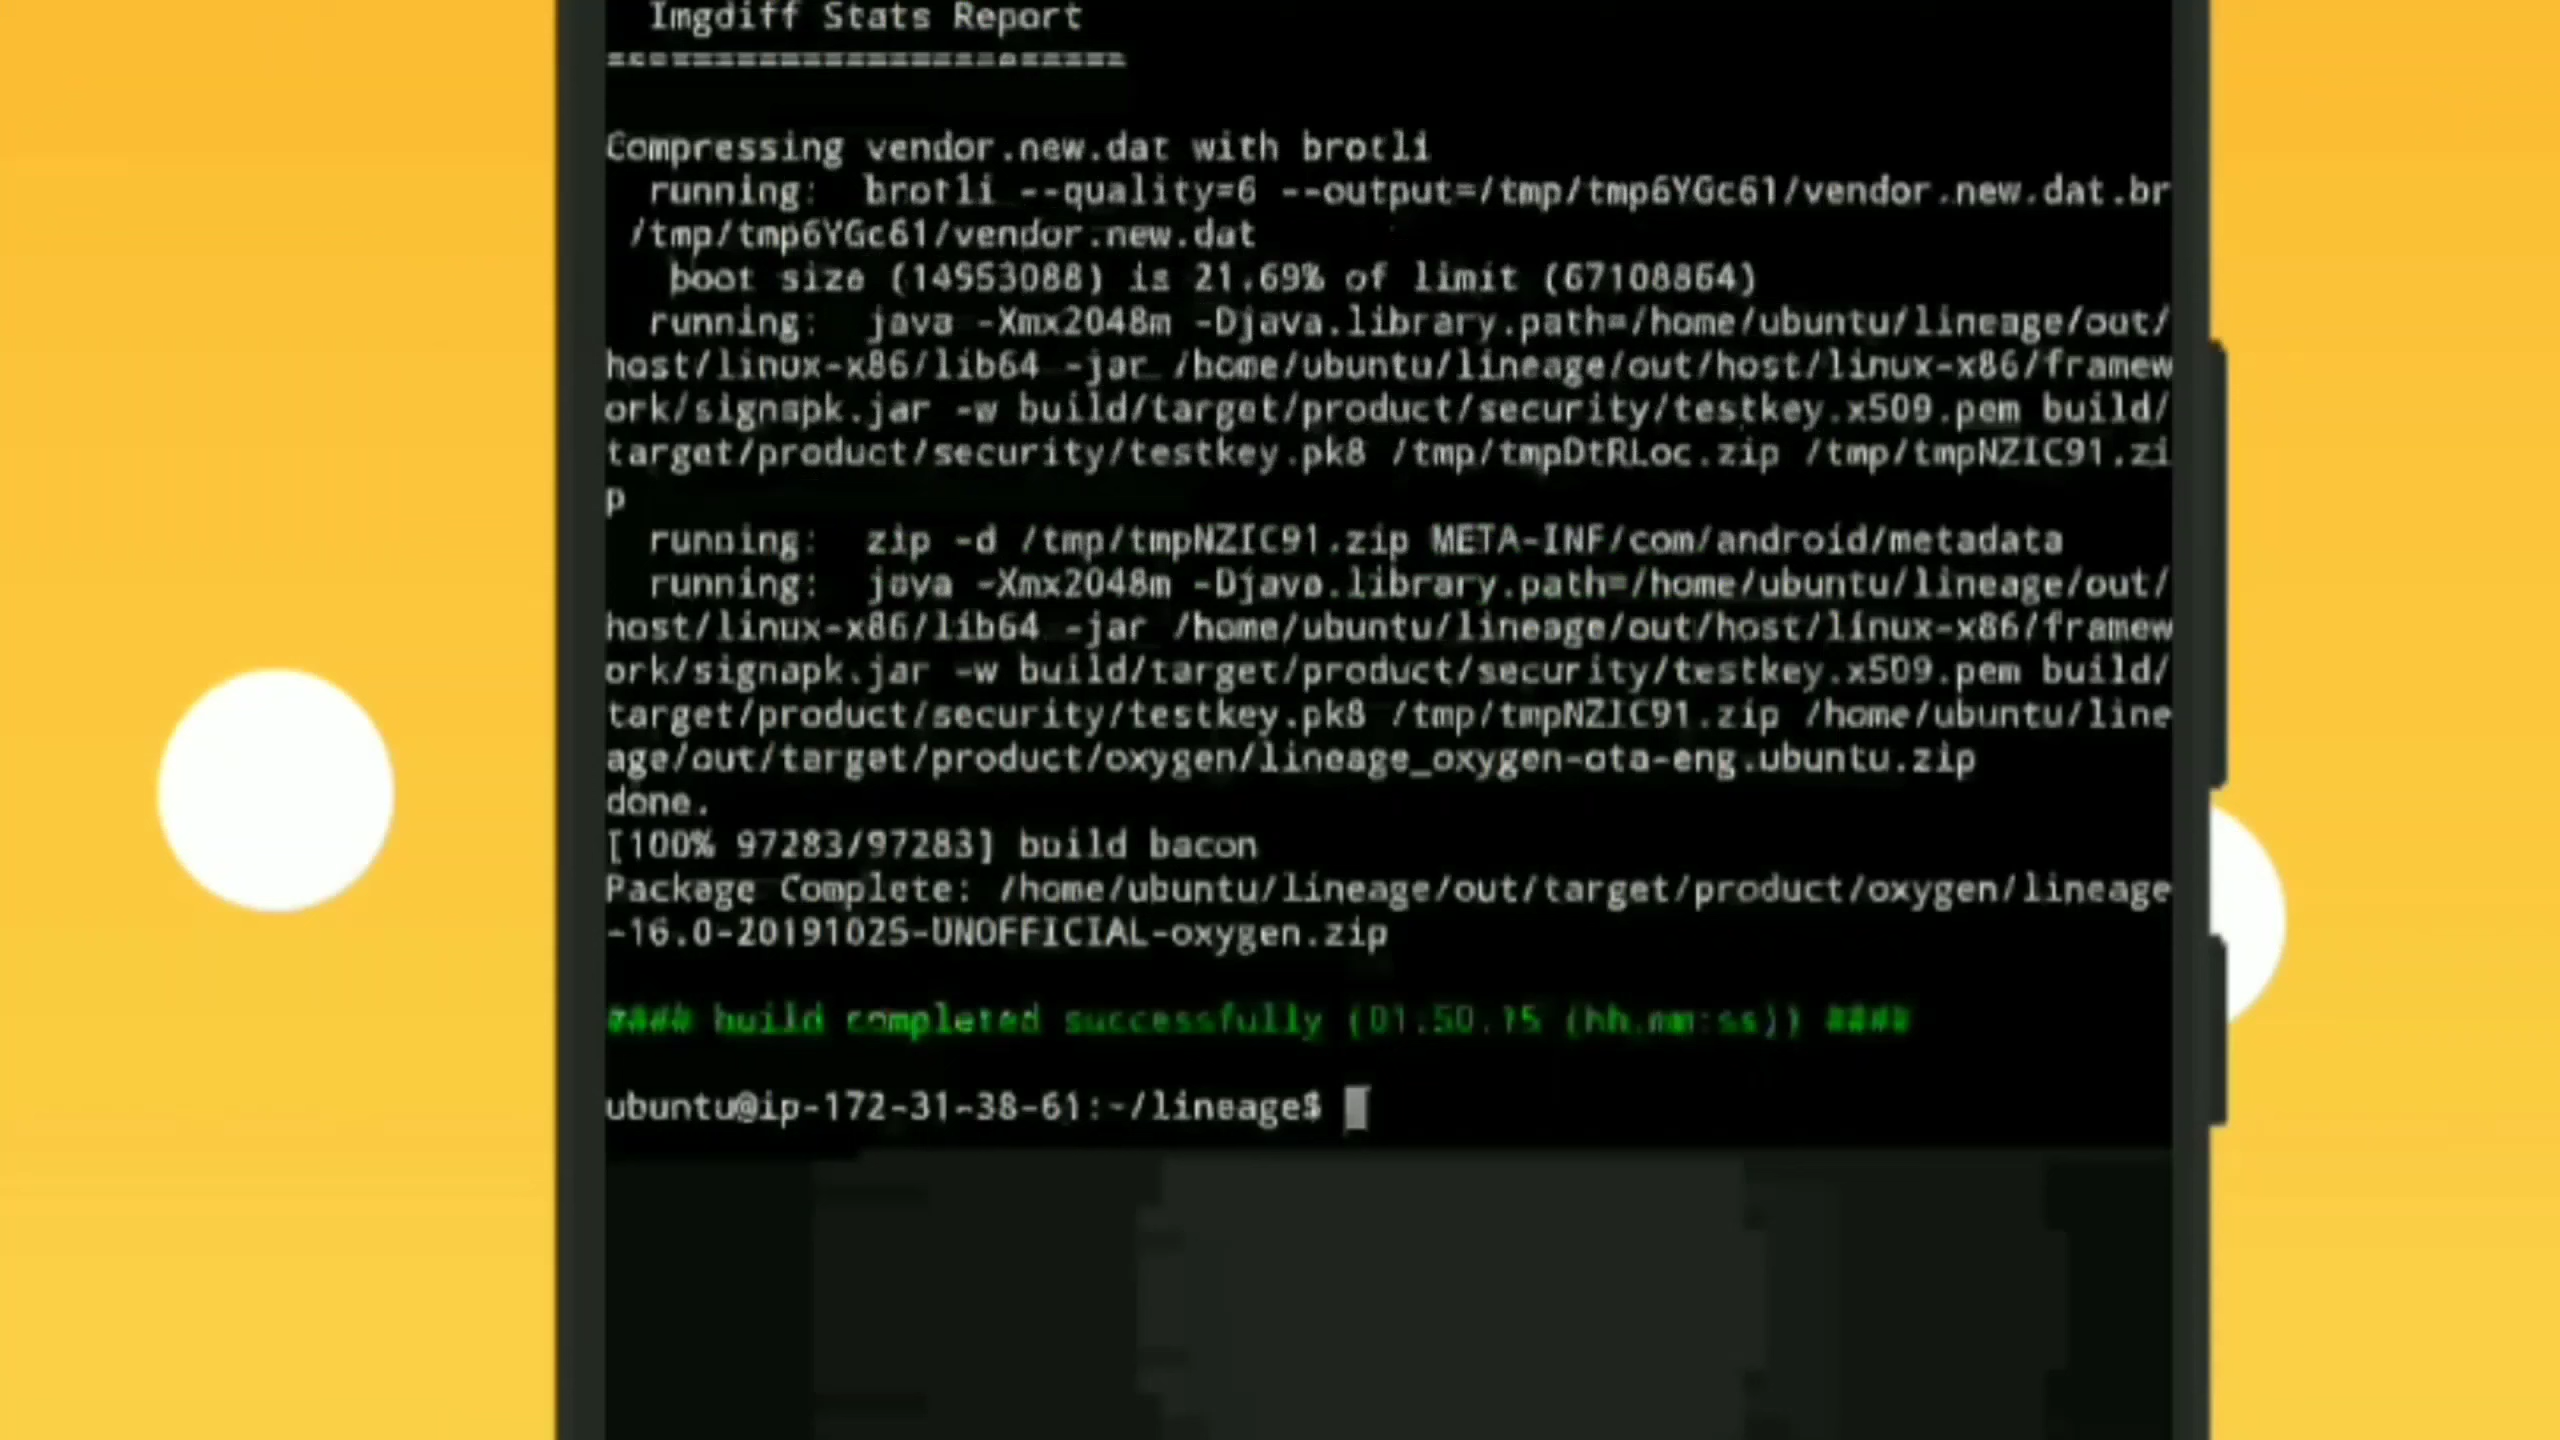 Imgdiff Stats Report
========================
Compressing vendor.new.dat with brotli
running:  brotli --quality=6 --output=/tmp/tmp6YGc61/vendor.new.dat.br
/tmp/tmp6YGc61/vendor.new.dat
boot size (14953088) is 21.69% of limit (67108864)
running:  java -Xmx2048m -Djava.library.path=/home/ubuntu/lineage/out/
host/linux-x86/lib64 -jar /home/ubuntu/lineage/out/host/linux-x86/framew
ork/signapk.jar -w build/target/product/security/testkey.x509.pem build/
target/product/security/testkey.pk8 /tmp/tmpDtRLoc.zip /tmp/tmpNZIC91.zi
p
running:  zip -d /tmp/tmpNZIC91.zip META-INF/com/android/metadata
running:  java -Xmx2048m -Djava.library.path=/home/ubuntu/lineage/out/
host/linux-x86/lib64 -jar /home/ubuntu/lineage/out/host/linux-x86/framew
ork/signapk.jar -w build/target/product/security/testkey.x509.pem build/
target/product/security/testkey.pk8 /tmp/tmpNZIC91.zip /home/ubuntu/line
age/out/target/product/oxygen/lineage_oxygen-ota-eng.ubuntu.zip
done.
[100% 97283/97283] build bacon
Package Complete: /home/ubuntu/lineage/out/target/product/oxygen/lineage
-16.0-20191025-UNOFFICIAL-oxygen.zip
#### build completed successfully (01:50:15 (hh:mm:ss)) ####
ubuntu@ip-172-31-38-61:~/lineage$